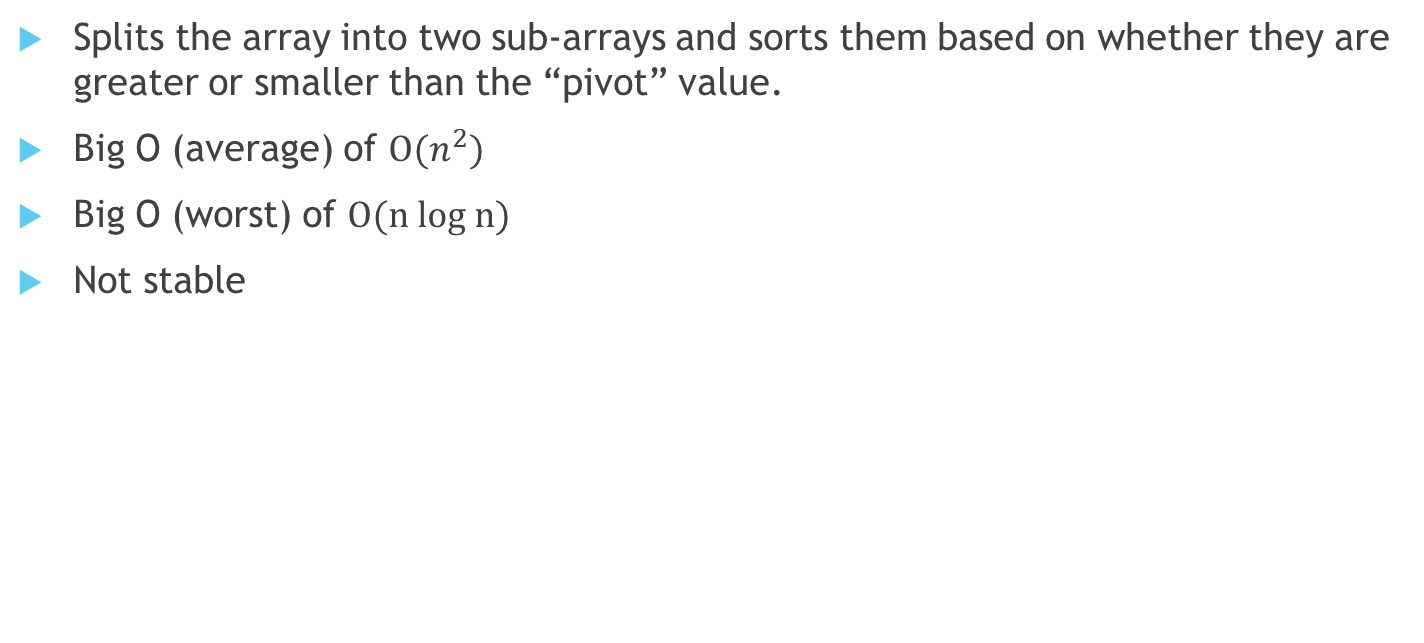 Splits the array into two sub-arrays and sorts them based on whether they are
greater or smaller than the “pivot” value.
Big O (average) of O(n²)
Big O (worst) of O(n log n)
Not stable